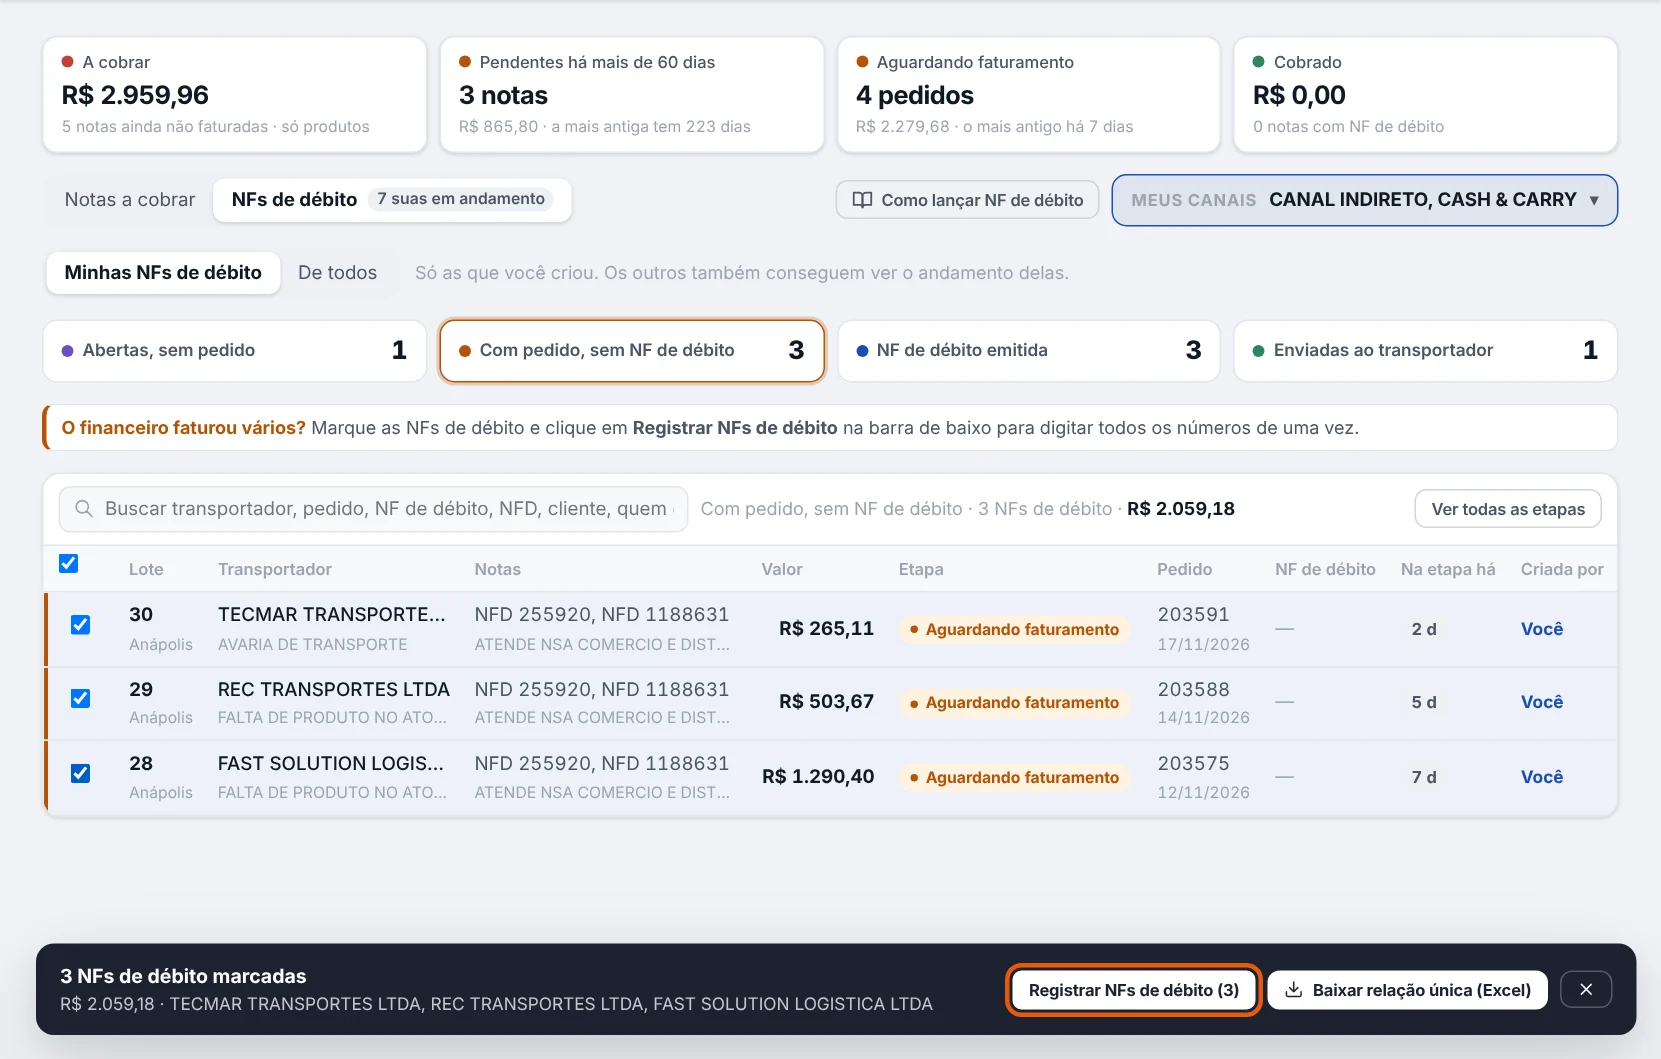 A cobrar
R$ 2.959,96
5 notas ainda não faturadas · só produtos
Pendentes há mais de 60 dias
3 notas
R$ 865,80 · a mais antiga tem 223 dias
Aguardando faturamento
4 pedidos
R$ 2.279,68 · o mais antigo há 7 dias
Cobrado
R$ 0,00
0 notas com NF de débito
Notas a cobrar
NFs de débito 7 suas em andamento
Como lançar NF de débito
MEUS CANAIS CANAL INDIRETO, CASH & CARRY ▼
Minhas NFs de débito
De todos
Só as que você criou. Os outros também conseguem ver o andamento delas.
Abertas, sem pedido 1
Com pedido, sem NF de débito 3
NF de débito emitida 3
Enviadas ao transportador 1
O financeiro faturou vários? Marque as NFs de débito e clique em Registrar NFs de débito na barra de baixo para digitar todos os números de uma vez.
Buscar transportador, pedido, NF de débito, NFD, cliente, quem
Com pedido, sem NF de débito · 3 NFs de débito · R$ 2.059,18
Ver todas as etapas
Lote Transportador Notas Valor Etapa Pedido NF de débito Na etapa há Criada por
30 TECMAR TRANSPORTE... NFD 255920, NFD 1188631 R$ 265,11 Aguardando faturamento 203591 — 2 d Você
Anápolis AVARIA DE TRANSPORTE ATENDE NSA COMERCIO E DIST... 17/11/2026
29 REC TRANSPORTES LTDA NFD 255920, NFD 1188631 R$ 503,67 Aguardando faturamento 203588 — 5 d Você
Anápolis FALTA DE PRODUTO NO ATO... ATENDE NSA COMERCIO E DIST... 14/11/2026
28 FAST SOLUTION LOGIS... NFD 255920, NFD 1188631 R$ 1.290,40 Aguardando faturamento 203575 — 7 d Você
Anápolis FALTA DE PRODUTO NO ATO... ATENDE NSA COMERCIO E DIST... 12/11/2026
3 NFs de débito marcadas
R$ 2.059,18 · TECMAR TRANSPORTES LTDA, REC TRANSPORTES LTDA, FAST SOLUTION LOGISTICA LTDA
Registrar NFs de débito (3)
Baixar relação única (Excel)